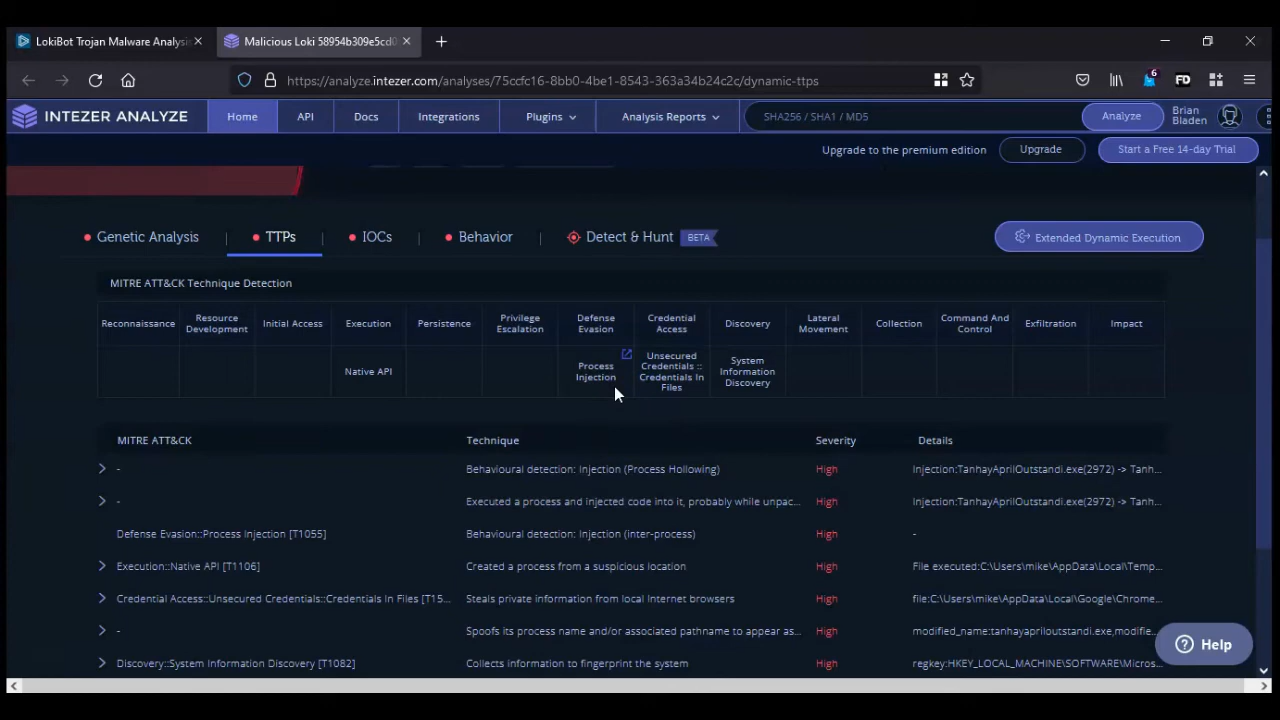 LokiBot Trojan Malware Analysis
Malicious Loki 58954b309e5cd0
https://analyze.intezer.com/analyses/75ccfc16-8bb0-4be1-8543-363a34b24c2c/dynamic-ttps
6
FD
INTEZER ANALYZE
Home
API
Docs
Integrations
Plugins
Analysis Reports
SHA256 / SHA1 / MD5
Analyze
Brian
Bladen
Upgrade to the premium edition
Upgrade
Start a Free 14-day Trial
Genetic Analysis
TTPs
IOCs
Behavior
Detect & Hunt
BETA
Extended Dynamic Execution
MITRE ATT&CK Technique Detection
Reconnaissance
Resource
Development
Initial Access
Execution
Persistence
Privilege
Escalation
Defense
Evasion
Credential
Access
Discovery
Lateral
Movement
Collection
Command And
Control
Exfiltration
Impact
Native API
Process
Injection
Unsecured
Credentials ::
Credentials In
Files
System
Information
Discovery
MITRE ATT&CK Technique Severity Details
- Behavioural detection: Injection (Process Hollowing) High Injection:TanhayAprilOutstandi.exe(2972) -> Tanh...
- Executed a process and injected code into it, probably while unpac... High Injection:TanhayAprilOutstandi.exe(2972) -> Tanh...
Defense Evasion::Process Injection [T1055] Behavioural detection: Injection (inter-process) High -
Execution::Native API [T1106] Created a process from a suspicious location High File executed:C:\Users\mike\AppData\Local\Temp...
Credential Access::Unsecured Credentials::Credentials In Files [T15... Steals private information from local Internet browsers High file:C:\Users\mike\AppData\Local\Google\Chrome...
- Spoofs its process name and/or associated pathname to appear as... High modified_name:tanhayapriloutstandi.exe,modifie...
Discovery::System Information Discovery [T1082] Collects information to fingerprint the system High regkey:HKEY_LOCAL_MACHINE\SOFTWARE\Micros...
Help